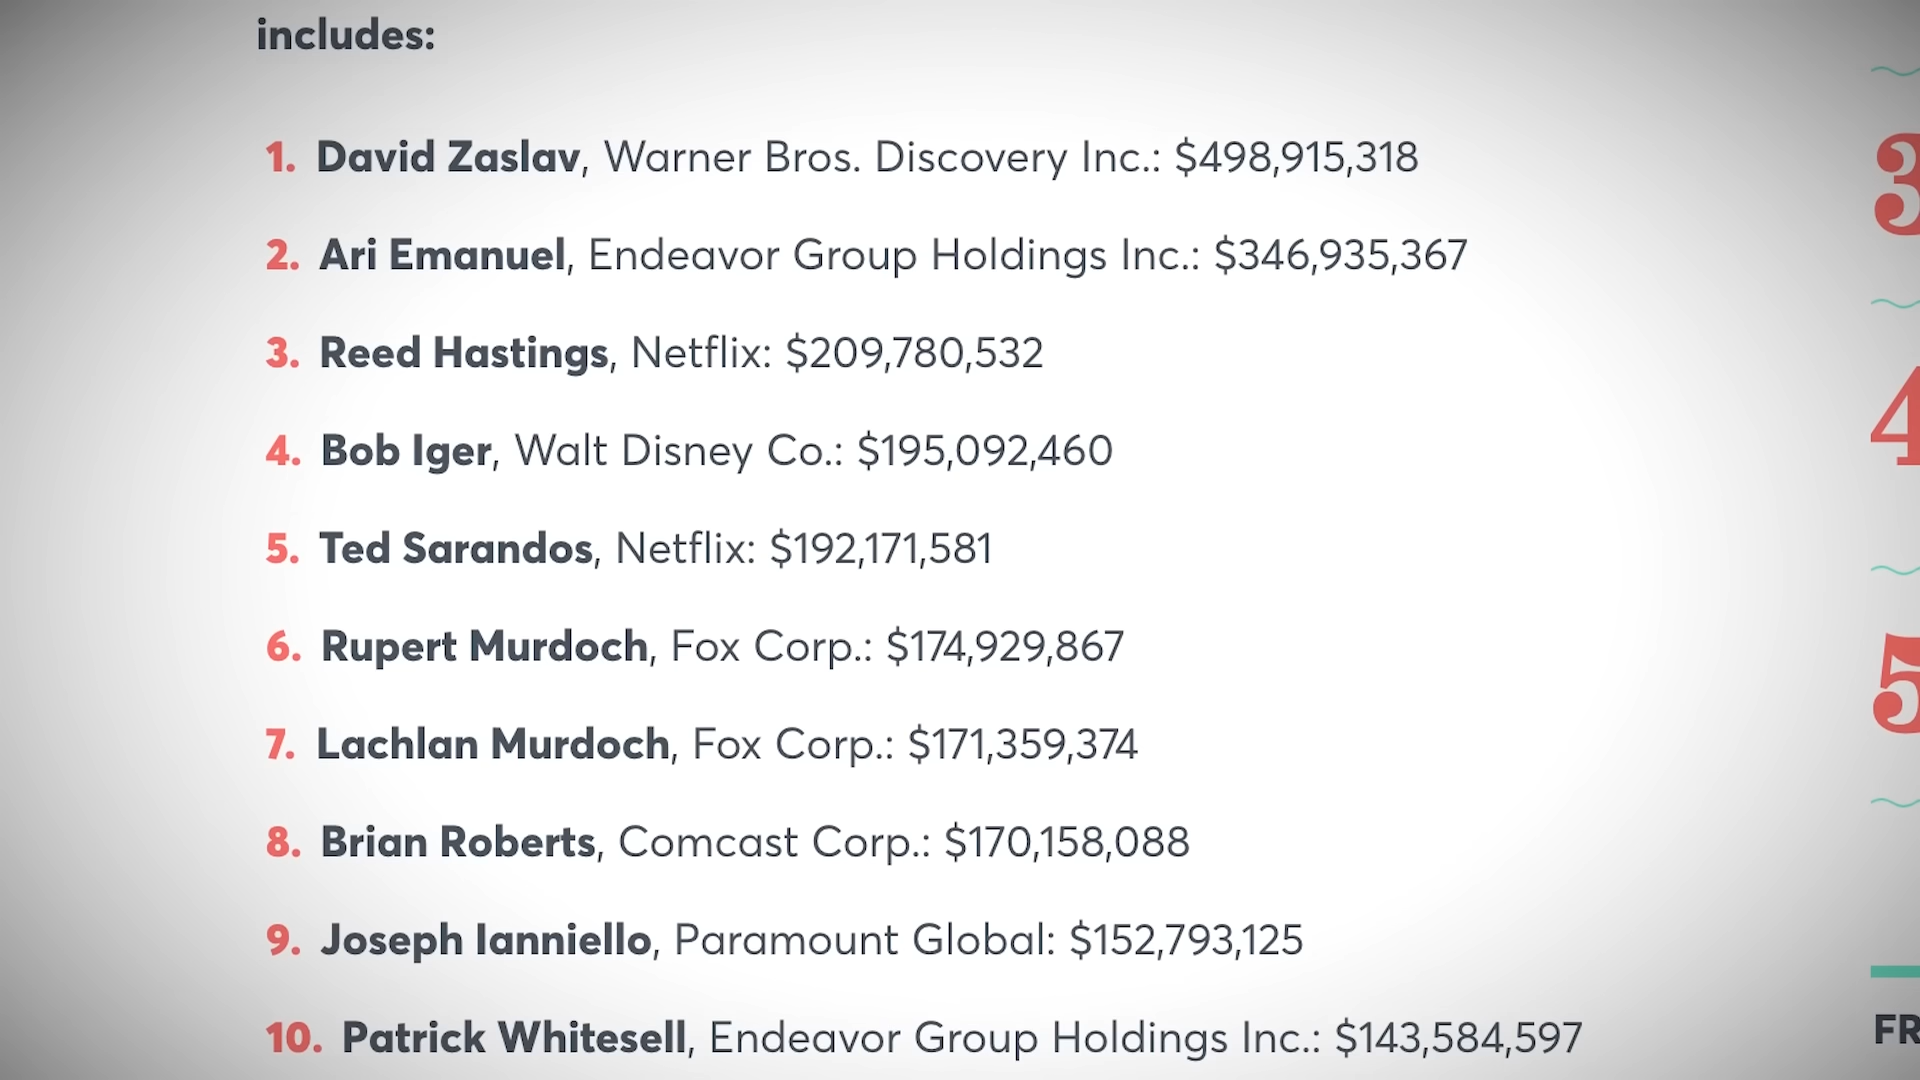 includes:
1. David Zaslav, Warner Bros. Discovery Inc.: $498,915,318
2. Ari Emanuel, Endeavor Group Holdings Inc.: $346,935,367
3. Reed Hastings, Netflix: $209,780,532
4. Bob Iger, Walt Disney Co.: $195,092,460
5. Ted Sarandos, Netflix: $192,171,581
6. Rupert Murdoch, Fox Corp.: $174,929,867
7. Lachlan Murdoch, Fox Corp.: $171,359,374
8. Brian Roberts, Comcast Corp.: $170,158,088
9. Joseph Ianniello, Paramount Global: $152,793,125
10. Patrick Whitesell, Endeavor Group Holdings Inc.: $143,584,597
3
4
5
FR